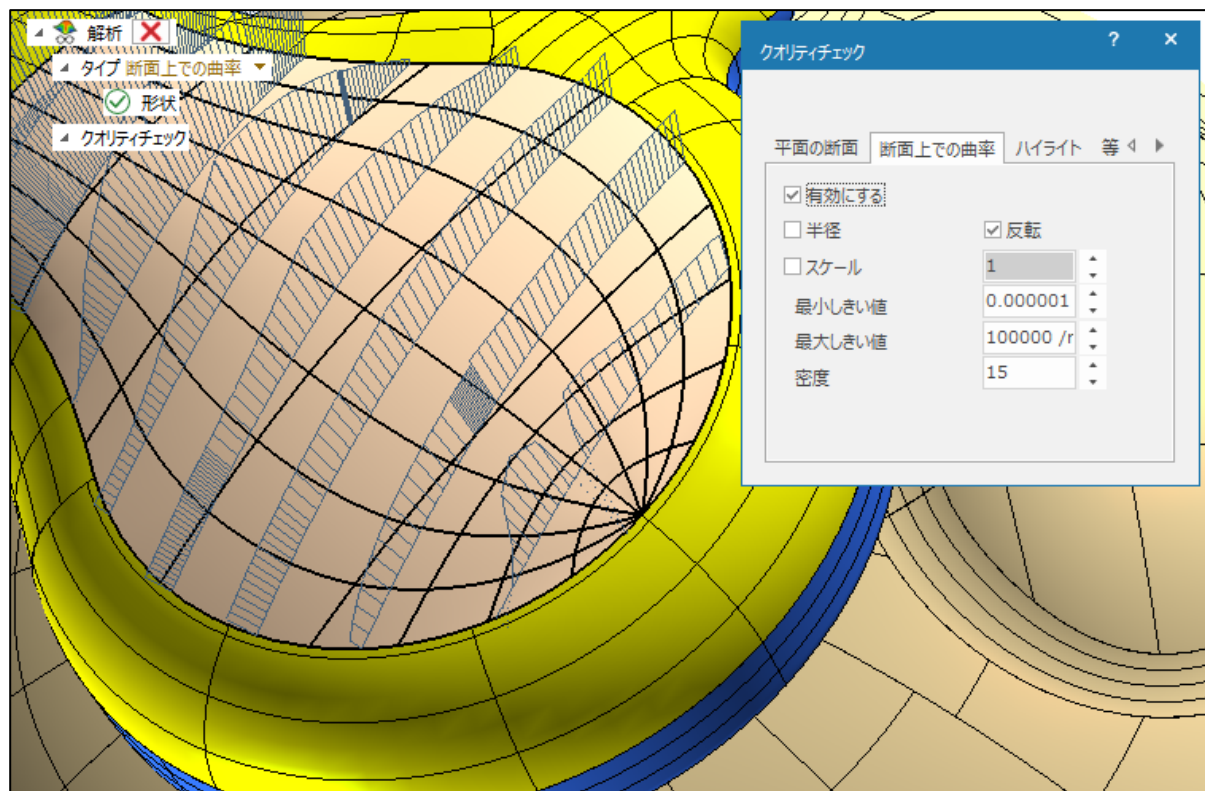 解析
タイプ 断面上での曲率
形状
クオリティチェック
クオリティチェック
?
×
平面の断面 断面上での曲率 ハイライト 等
有効にする
半径 反転
スケール 1
最小しきい値 0.000001
最大しきい値 100000 /r
密度 15